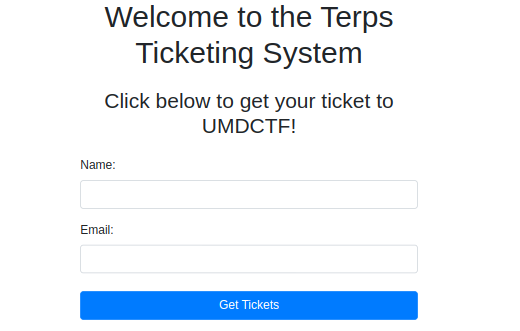 Welcome to the Terps
Ticketing System
Click below to get your ticket to
UMDCTF!
Name:
Email:
Get Tickets